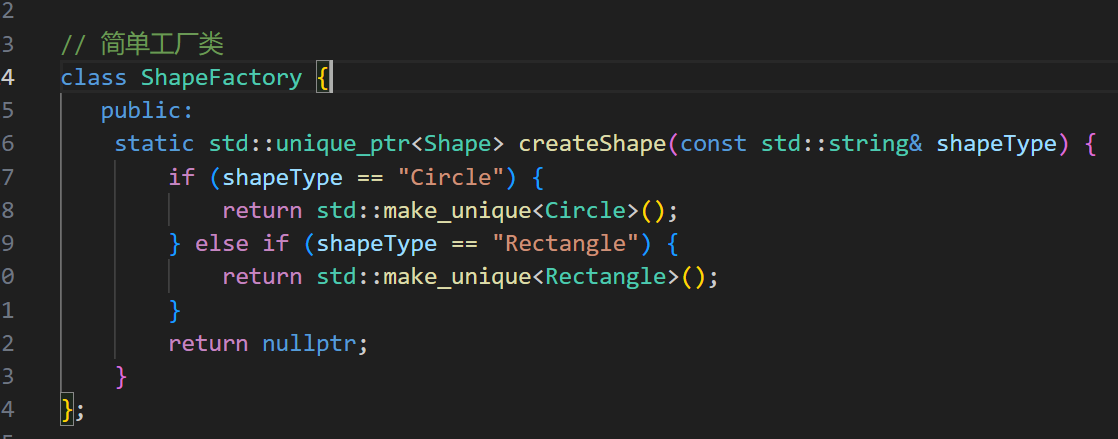 2
3 // 简单工厂类
4 class ShapeFactory {
5 public:
6 static std::unique_ptr<Shape> createShape(const std::string& shapeType) {
7 if (shapeType == "Circle") {
8 return std::make_unique<Circle>();
9 } else if (shapeType == "Rectangle") {
0 return std::make_unique<Rectangle>();
1 }
2 return nullptr;
3 }
4 };